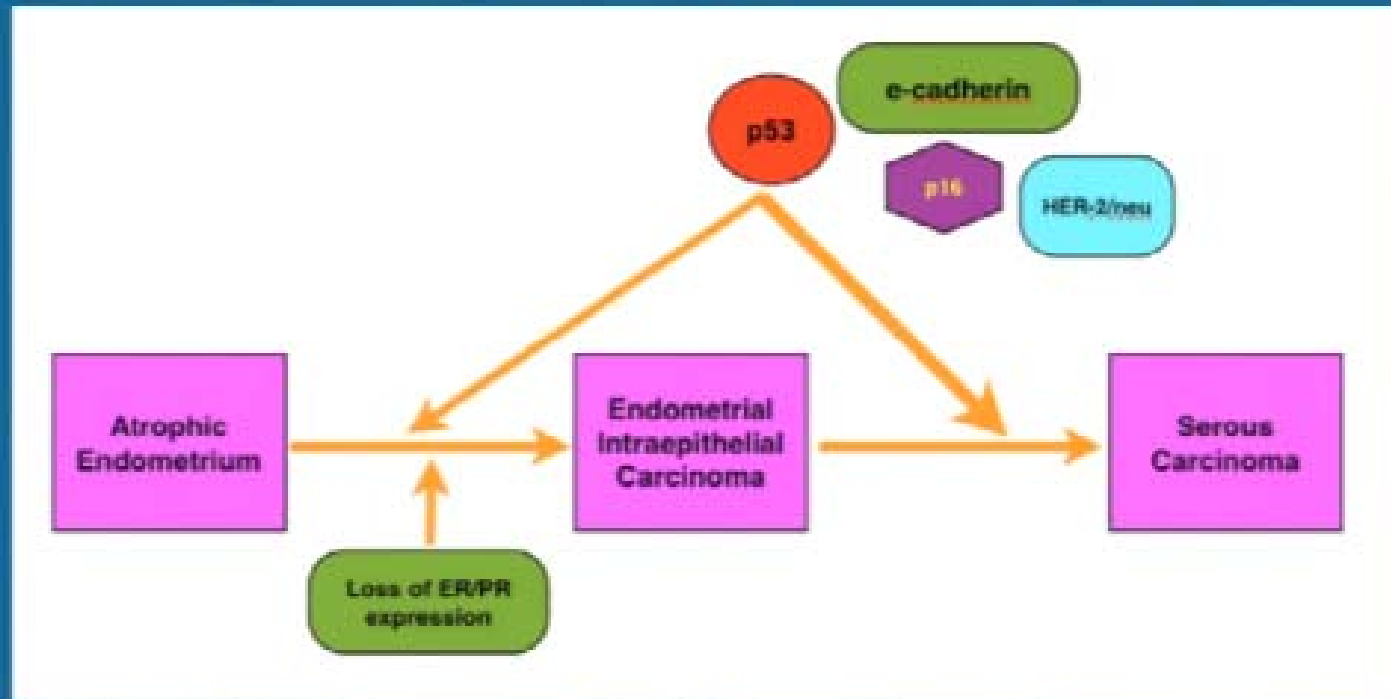 e-cadherin
p53
p16
HER-2/neu
Atrophic
Endometrium
Endometrial
Intraepithelial
Carcinoma
Serous
Carcinoma
Loss of ER/PR
expression